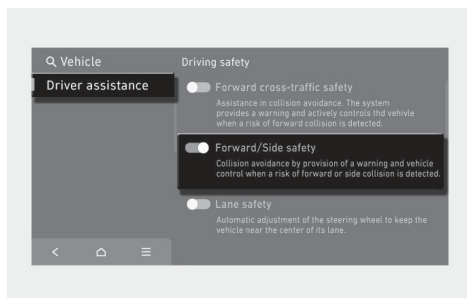 Vehicle
Driver assistance
Driving safety
Forward cross-traffic safety
Assistance in collision avoidance. The system
provides a warning and actively controls thd vehivle
when a risk of forward collision is detected.
Forward/Side safety
Collision avoidance by provision of a warning and vehicle
control when a risk of forward or side collision is detected.
Lane safety
Automatic adjustment of the steering wheel to keep the
vehicle near the center of its lane.